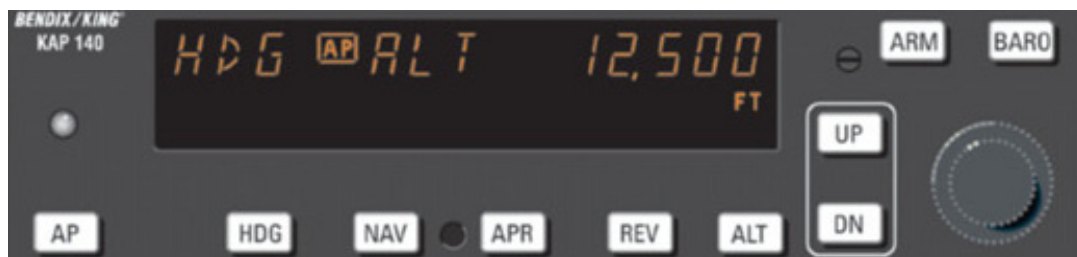 BENDIX/KING
KAP 140
HDG AP ALT 12,500
FT
ARM BARO
UP
DN
AP HDG NAV APR REV ALT